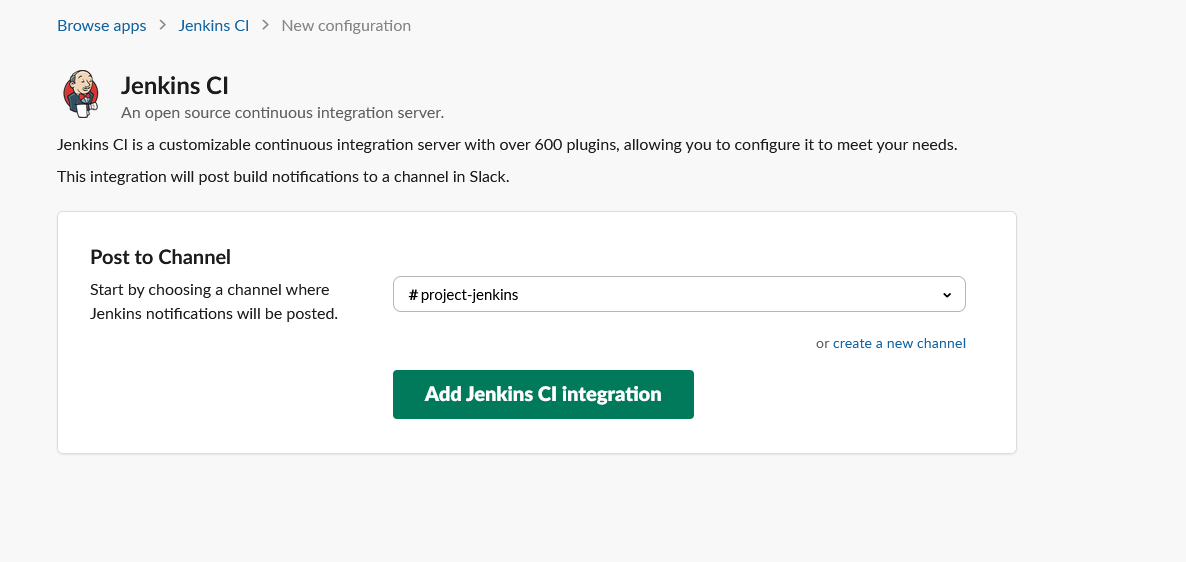 Browse apps > Jenkins CI > New configuration
Jenkins CI
An open source continuous integration server.
Jenkins CI is a customizable continuous integration server with over 600 plugins, allowing you to configure it to meet your needs.
This integration will post build notifications to a channel in Slack.
Post to Channel
Start by choosing a channel where
Jenkins notifications will be posted.
# project-jenkins
or create a new channel
Add Jenkins CI integration